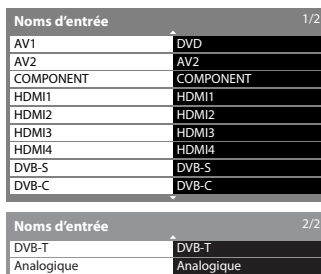 Noms d’entrée 1/2
AV1 DVD
AV2 AV2
COMPONENT COMPONENT
HDMI1 HDMI1
HDMI2 HDMI2
HDMI3 HDMI3
HDMI4 HDMI4
DVB-S DVB-S
DVB-C DVB-C
Noms d’entrée 2/2
DVB-T DVB-T
Analogique Analogique